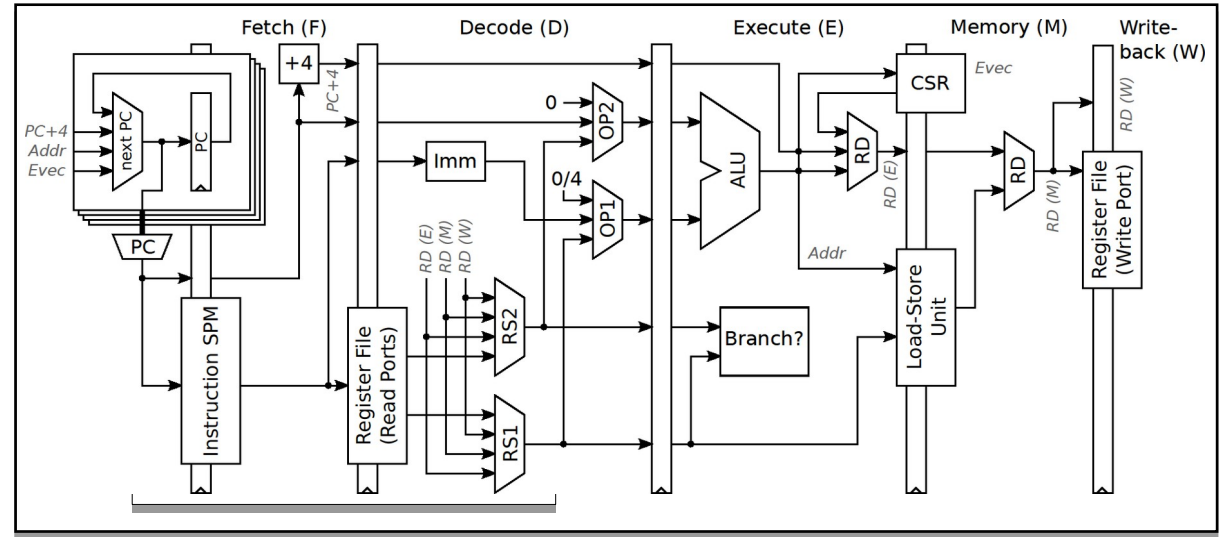 Fetch (F)
Decode (D)
Execute (E)
Memory (M)
Write-
back (W)
+4
PC+4
next PC
PC
PC+4
Addr
Evec
PC
Instruction SPM
Imm
0
OP2
0/4
OP1
RD (E)
RD (M)
RD (W)
RS2
RS1
Register File
(Read Ports)
ALU
Branch?
CSR
Evec
RD
RD (E)
Addr
Load-Store
Unit
RD
RD (M)
RD (W)
Register File
(Write Port)